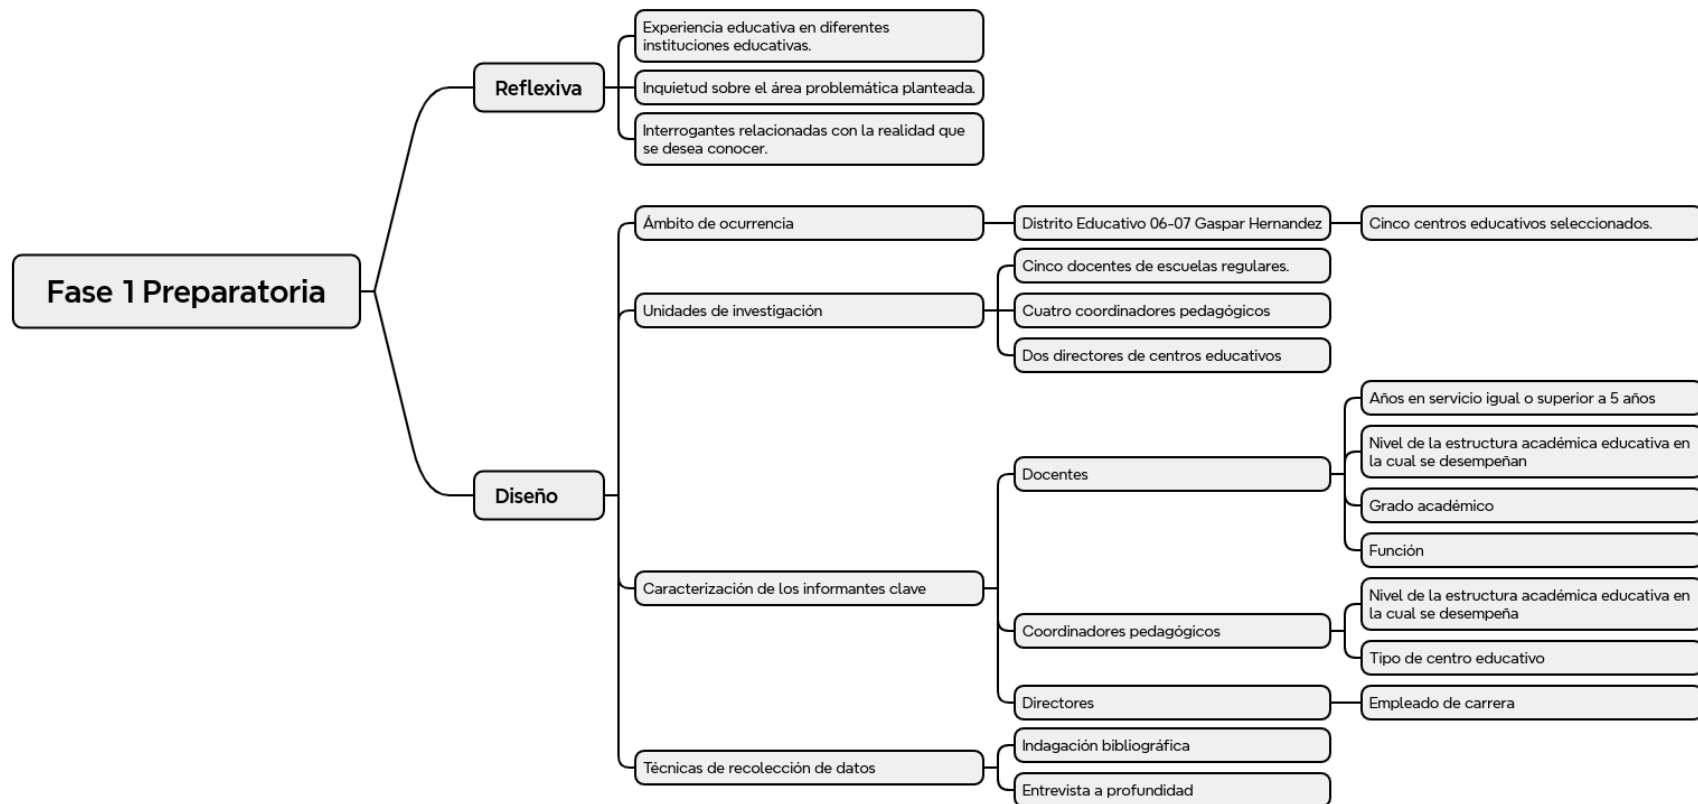 Fase 1 Preparatoria
Reflexiva
Experiencia educativa en diferentes
instituciones educativas.
Inquietud sobre el área problemática planteada.
Interrogantes relacionadas con la realidad que
se desea conocer.
Diseño
Ámbito de ocurrencia
Distrito Educativo 06-07 Gaspar Hernandez
Cinco centros educativos seleccionados.
Unidades de investigación
Cinco docentes de escuelas regulares.
Cuatro coordinadores pedagógicos
Dos directores de centros educativos
Caracterización de los informantes clave
Docentes
Años en servicio igual o superior a 5 años
Nivel de la estructura académica educativa en
la cual se desempeñan
Grado académico
Función
Coordinadores pedagógicos
Nivel de la estructura académica educativa en
la cual se desempeña
Tipo de centro educativo
Directores
Empleado de carrera
Técnicas de recolección de datos
Indagación bibliográfica
Entrevista a profundidad